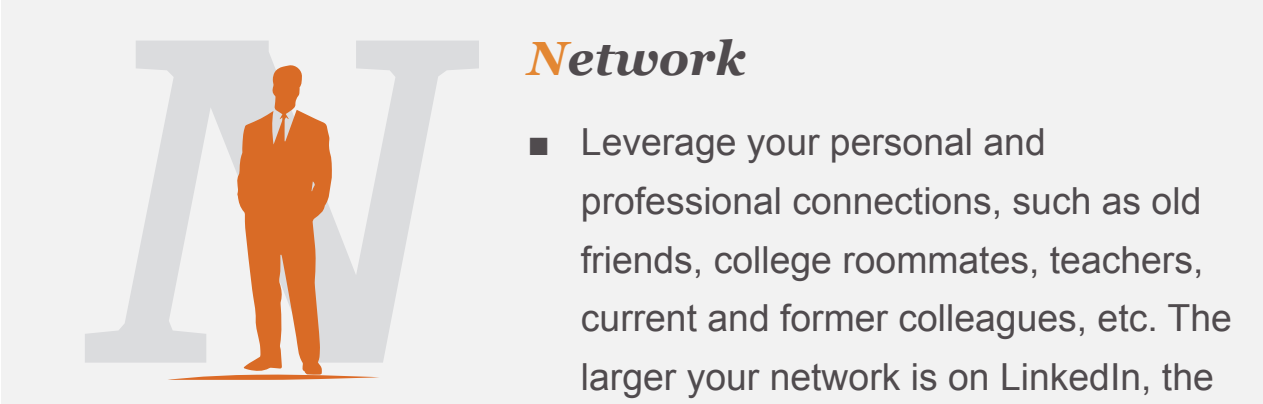 N
Network
■ Leverage your personal and
professional connections, such as old
friends, college roommates, teachers,
current and former colleagues, etc. The
larger your network is on LinkedIn, the